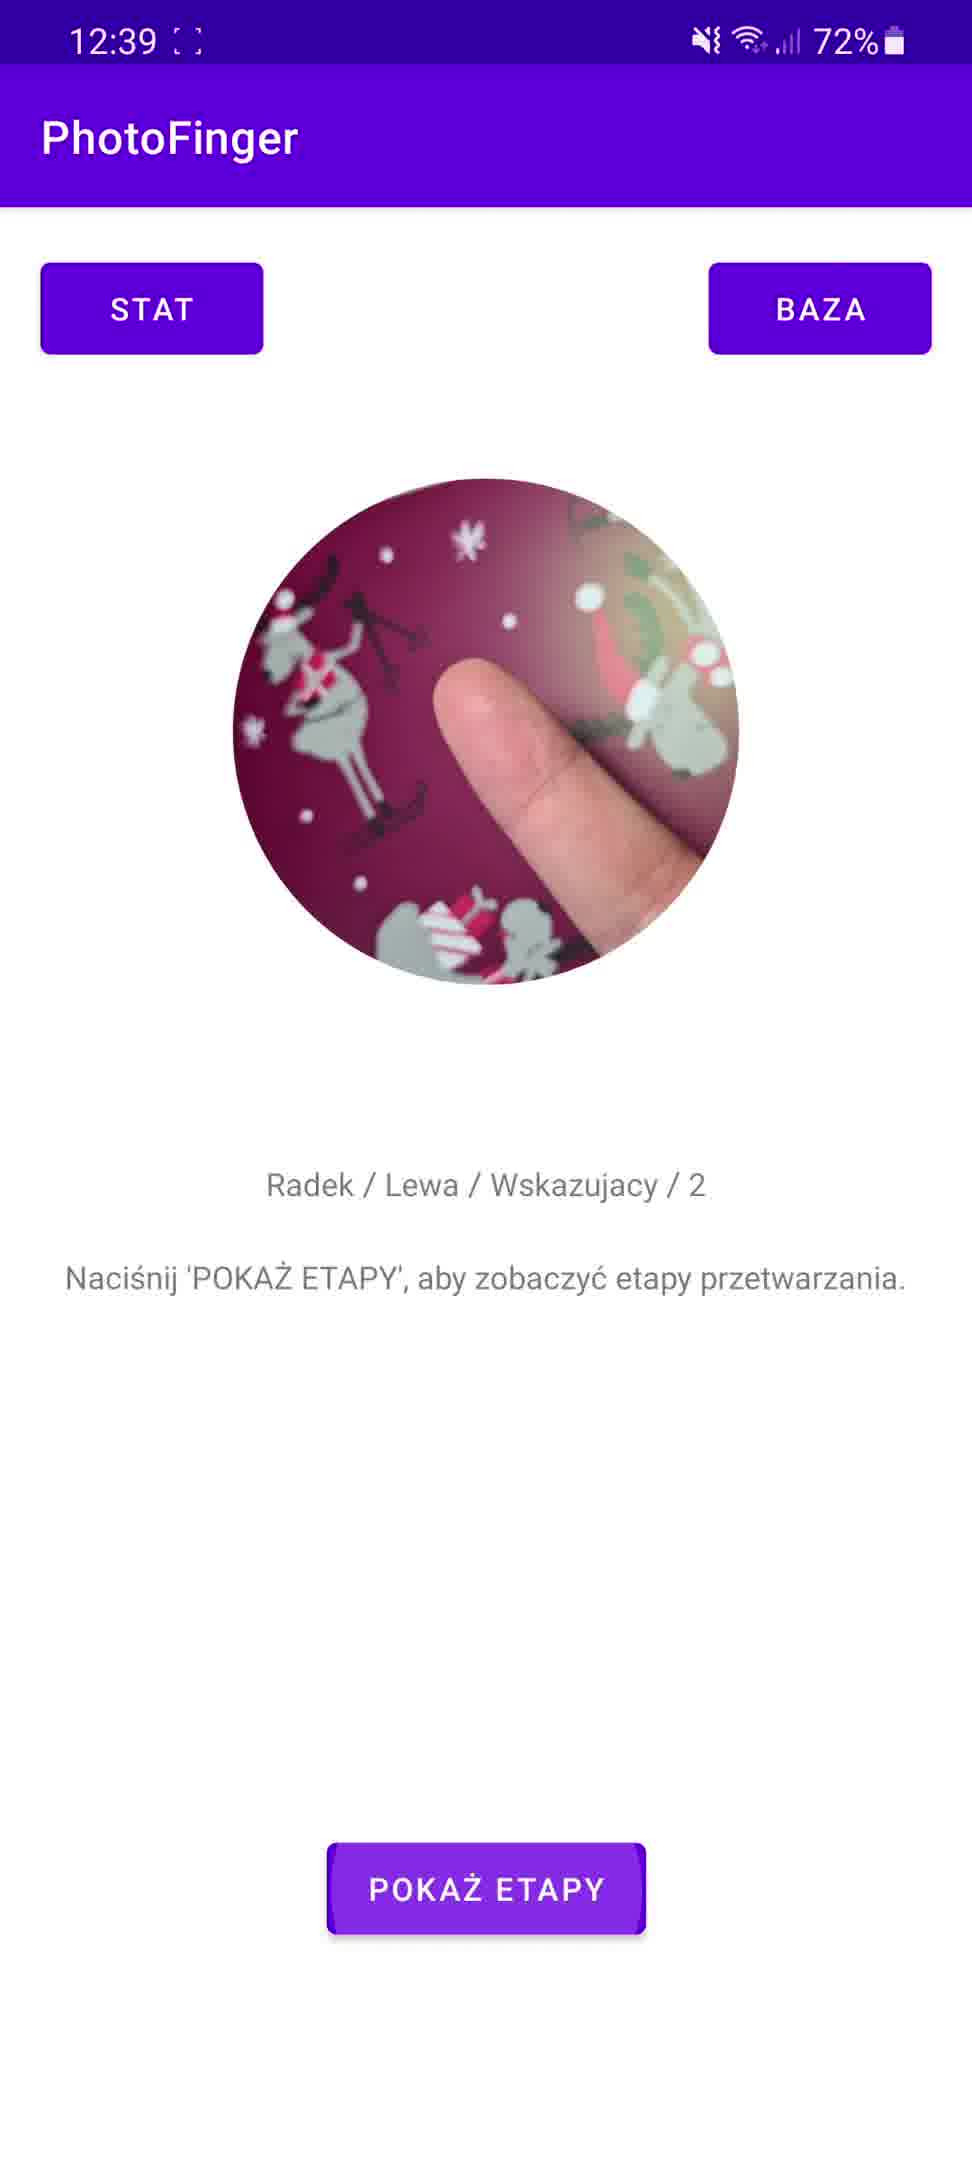 12:39 72%
PhotoFinger
STAT BAZA
Radek / Lewa / Wskazujacy / 2
Naciśnij 'POKAŻ ETAPY', aby zobaczyć etapy przetwarzania.
POKAŻ ETAPY